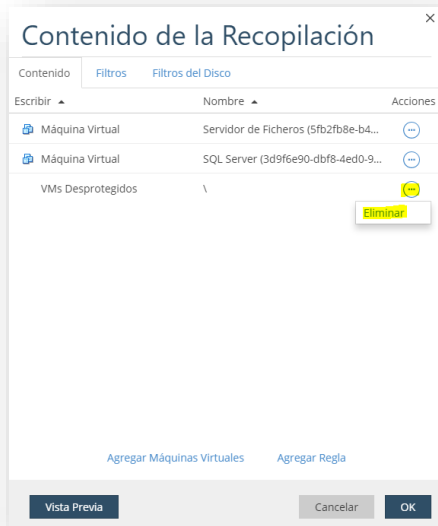 Contenido de la Recopilación
Contenido Filtros Filtros del Disco
Escribir Nombre Acciones
Máquina Virtual Servidor de Ficheros (5fb2fb8e-b4...
Máquina Virtual SQL Server (3d9f6e90-dbf8-4ed0-9...
VMs Desprotegidos \
Eliminar
Agregar Máquinas Virtuales Agregar Regla
Vista Previa Cancelar OK